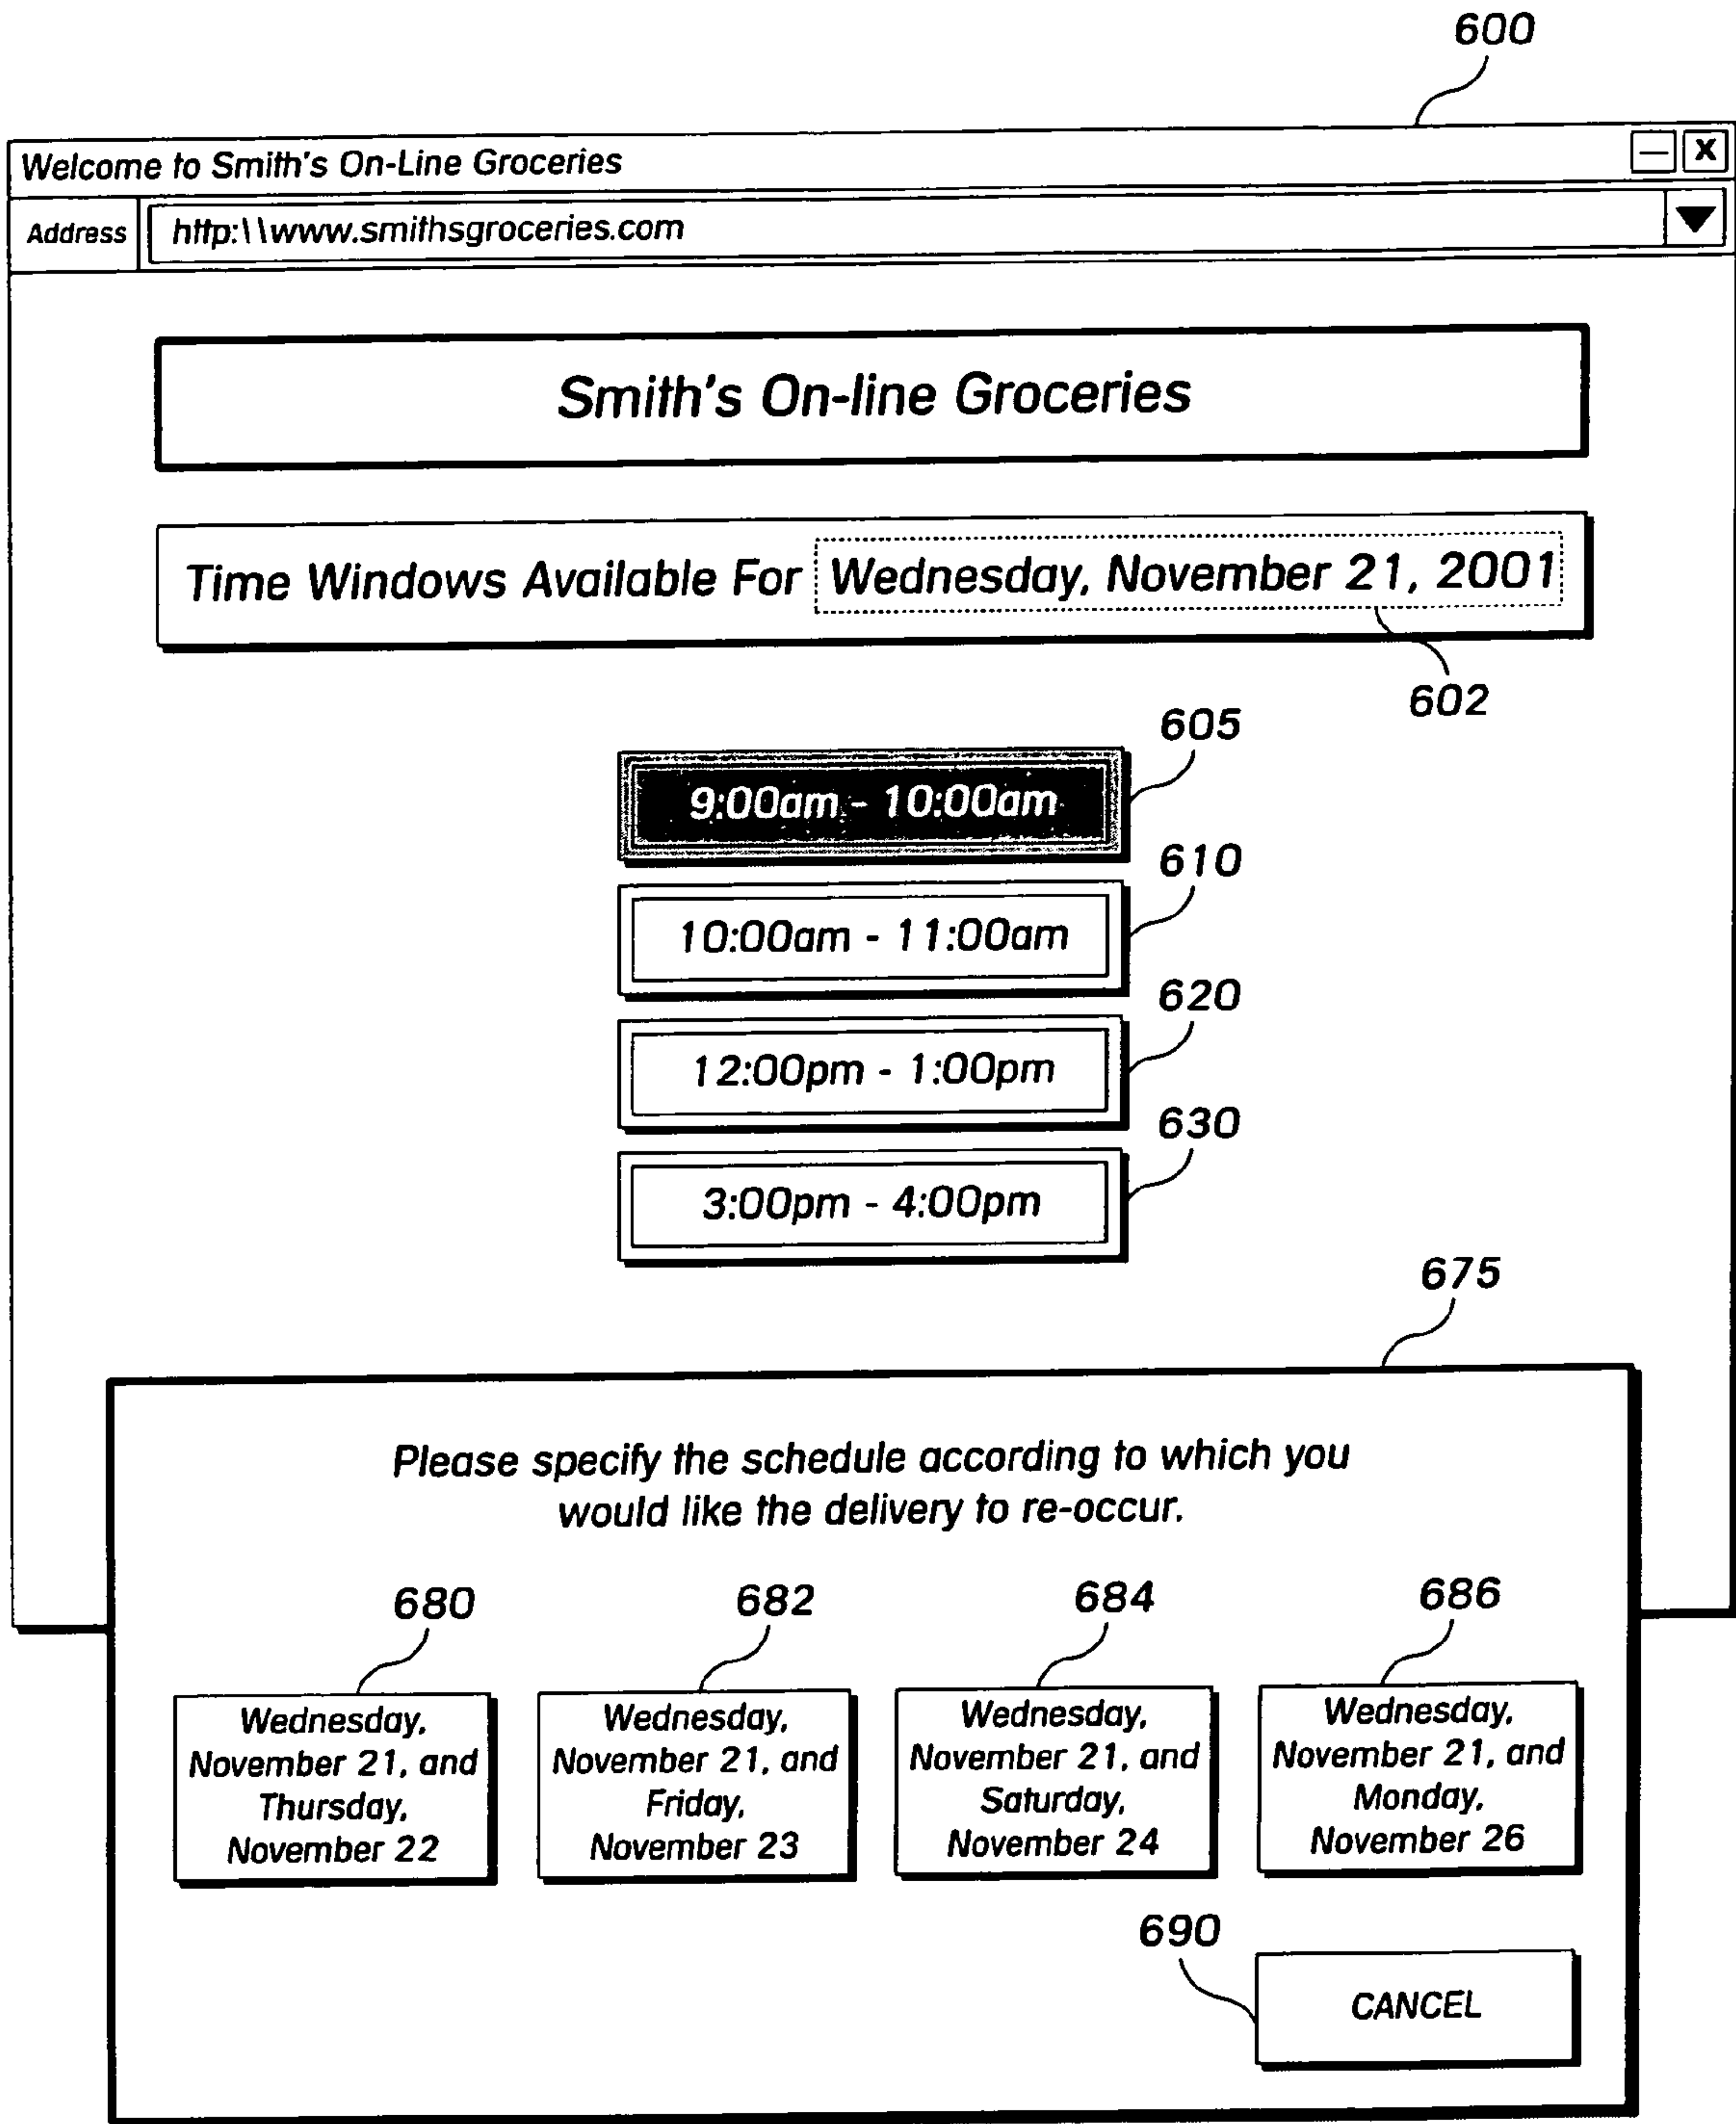 600
Welcome to Smith's On-Line Groceries
— X
Address
http:\\www.smithsgroceries.com
Smith's On-line Groceries
Time Windows Available For Wednesday, November 21, 2001
602
605
9:00am - 10:00am
610
10:00am - 11:00am
620
12:00pm - 1:00pm
630
3:00pm - 4:00pm
675
Please specify the schedule according to which you
would like the delivery to re-occur.
680
Wednesday,
November 21, and
Thursday,
November 22
682
Wednesday,
November 21, and
Friday,
November 23
684
Wednesday,
November 21, and
Saturday,
November 24
686
Wednesday,
November 21, and
Monday,
November 26
690
CANCEL